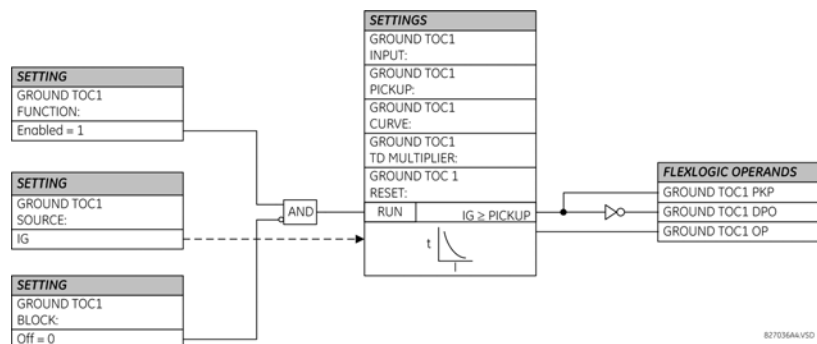 SETTING
GROUND TOC1
FUNCTION:
Enabled = 1
SETTING
GROUND TOC1
SOURCE:
IG
SETTING
GROUND TOC1
BLOCK:
Off = 0
AND
SETTINGS
GROUND TOC1
INPUT:
GROUND TOC1
PICKUP:
GROUND TOC1
CURVE:
GROUND TOC1
TD MULTIPLIER:
GROUND TOC 1
RESET:
RUN
IG ≥ PICKUP
t
I
FLEXLOGIC OPERANDS
GROUND TOC1 PKP
GROUND TOC1 DPO
GROUND TOC1 OP
827036A4.VSD